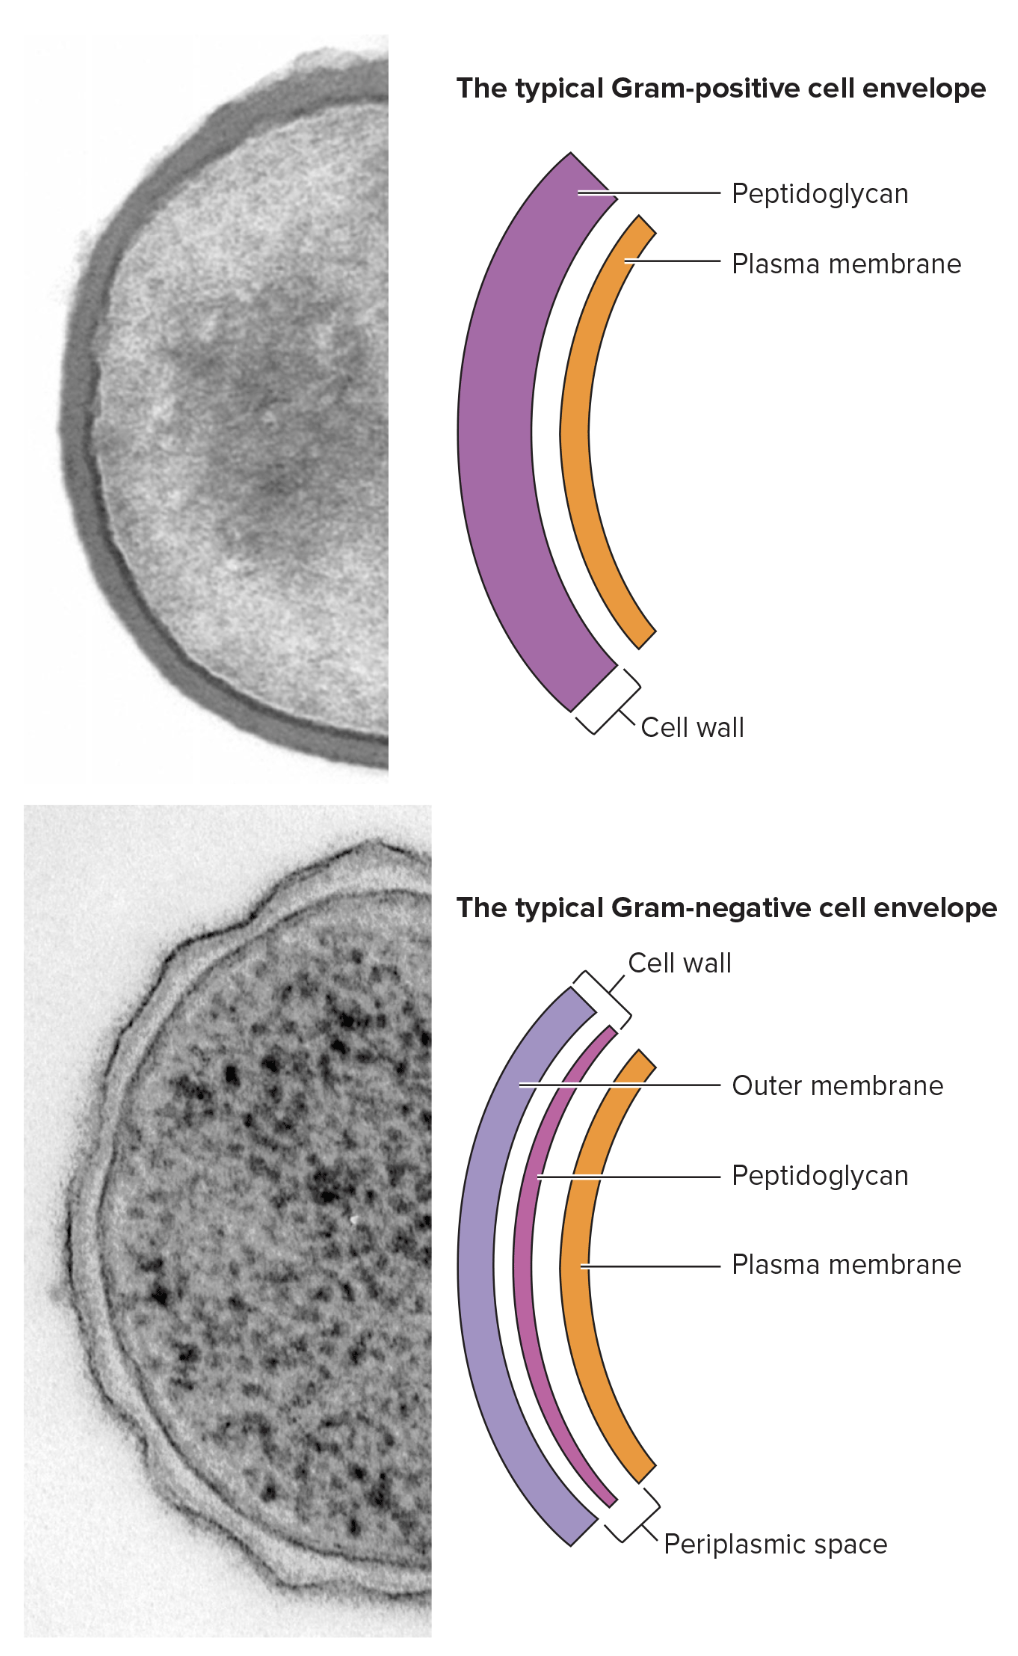 The typical Gram-positive cell envelope
Peptidoglycan
Plasma membrane
Cell wall
The typical Gram-negative cell envelope
Cell wall
Outer membrane
Peptidoglycan
Plasma membrane
Periplasmic space